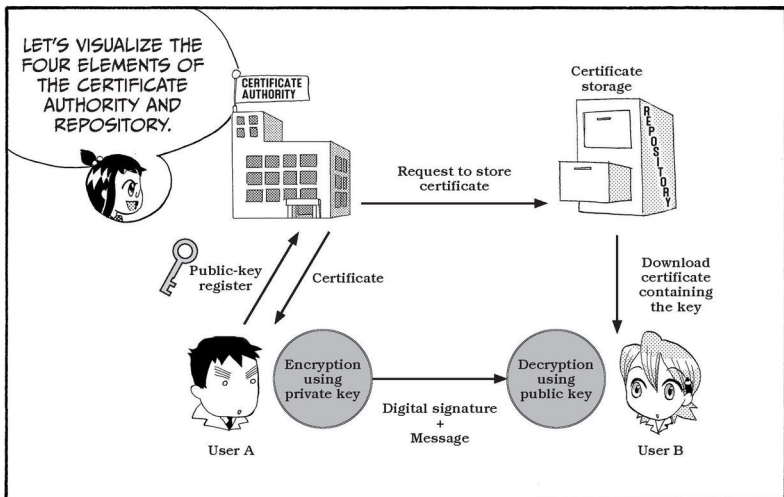 LET'S VISUALIZE THE
FOUR ELEMENTS OF
THE CERTIFICATE
AUTHORITY AND
REPOSITORY.
CERTIFICATE
AUTHORITY
Certificate
storage
REPOSITORY
Request to store
certificate
Public-key
register
Certificate
Download
certificate
containing
the key
Encryption
using
private key
Decryption
using
public key
Digital signature
+
Message
User A
User B